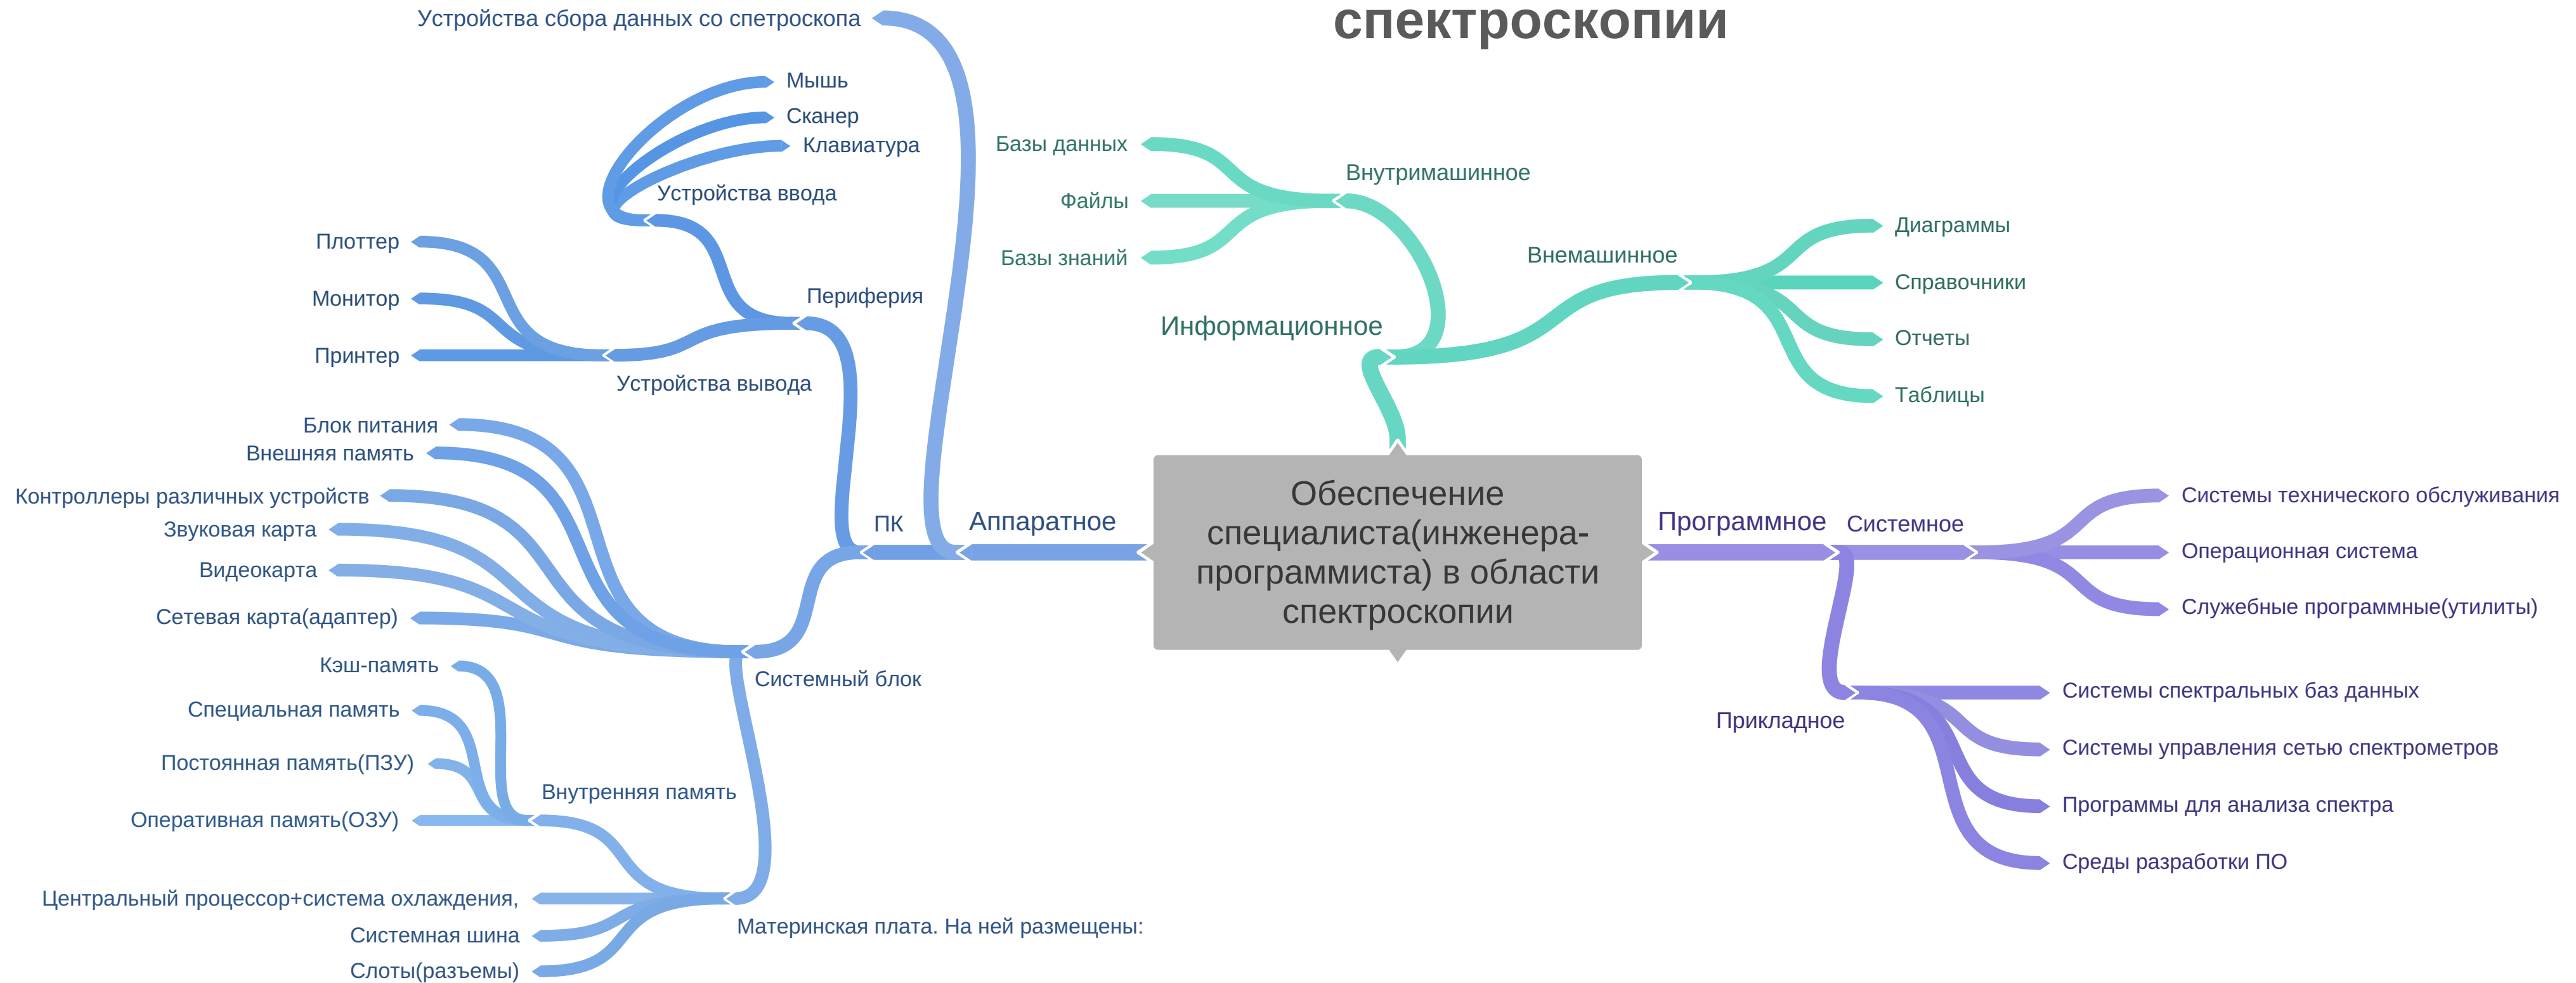 спектроскопии
Устройства сбора данных со спетроскопа
Мышь
Сканер
Клавиатура
Устройства ввода
Плоттер
Монитор
Принтер
Периферия
Устройства вывода
Блок питания
Внешняя память
Контроллеры различных устройств
Звуковая карта
Видеокарта
Сетевая карта(адаптер)
Кэш-память
Специальная память
Постоянная память(ПЗУ)
Оперативная память(ОЗУ)
Внутренняя память
Центральный процессор+система охлаждения,
Системная шина
Слоты(разъемы)
Материнская плата. На ней размещены:
Системный блок
ПК
Аппаратное
Базы данных
Файлы
Базы знаний
Внутримашинное
Информационное
Внемашинное
Диаграммы
Справочники
Отчеты
Таблицы
Обеспечение
специалиста(инженера-
программиста) в области
спектроскопии
Программное
Системное
Системы технического обслуживания
Операционная система
Служебные программные(утилиты)
Прикладное
Системы спектральных баз данных
Системы управления сетью спектрометров
Программы для анализа спектра
Среды разработки ПО